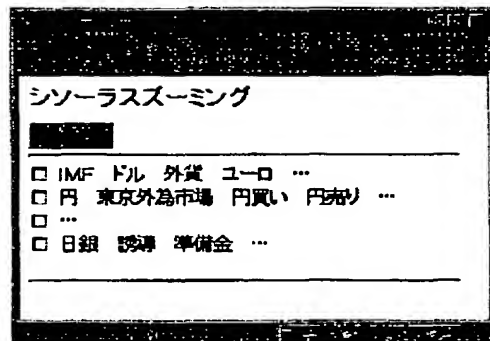 シソーラスズーミング
□ IMF ドル 外貨 ユーロ …
□ 円 東京外為市場 円買い 円売り …
□ …
□ 日銀 誘導 準備金 …